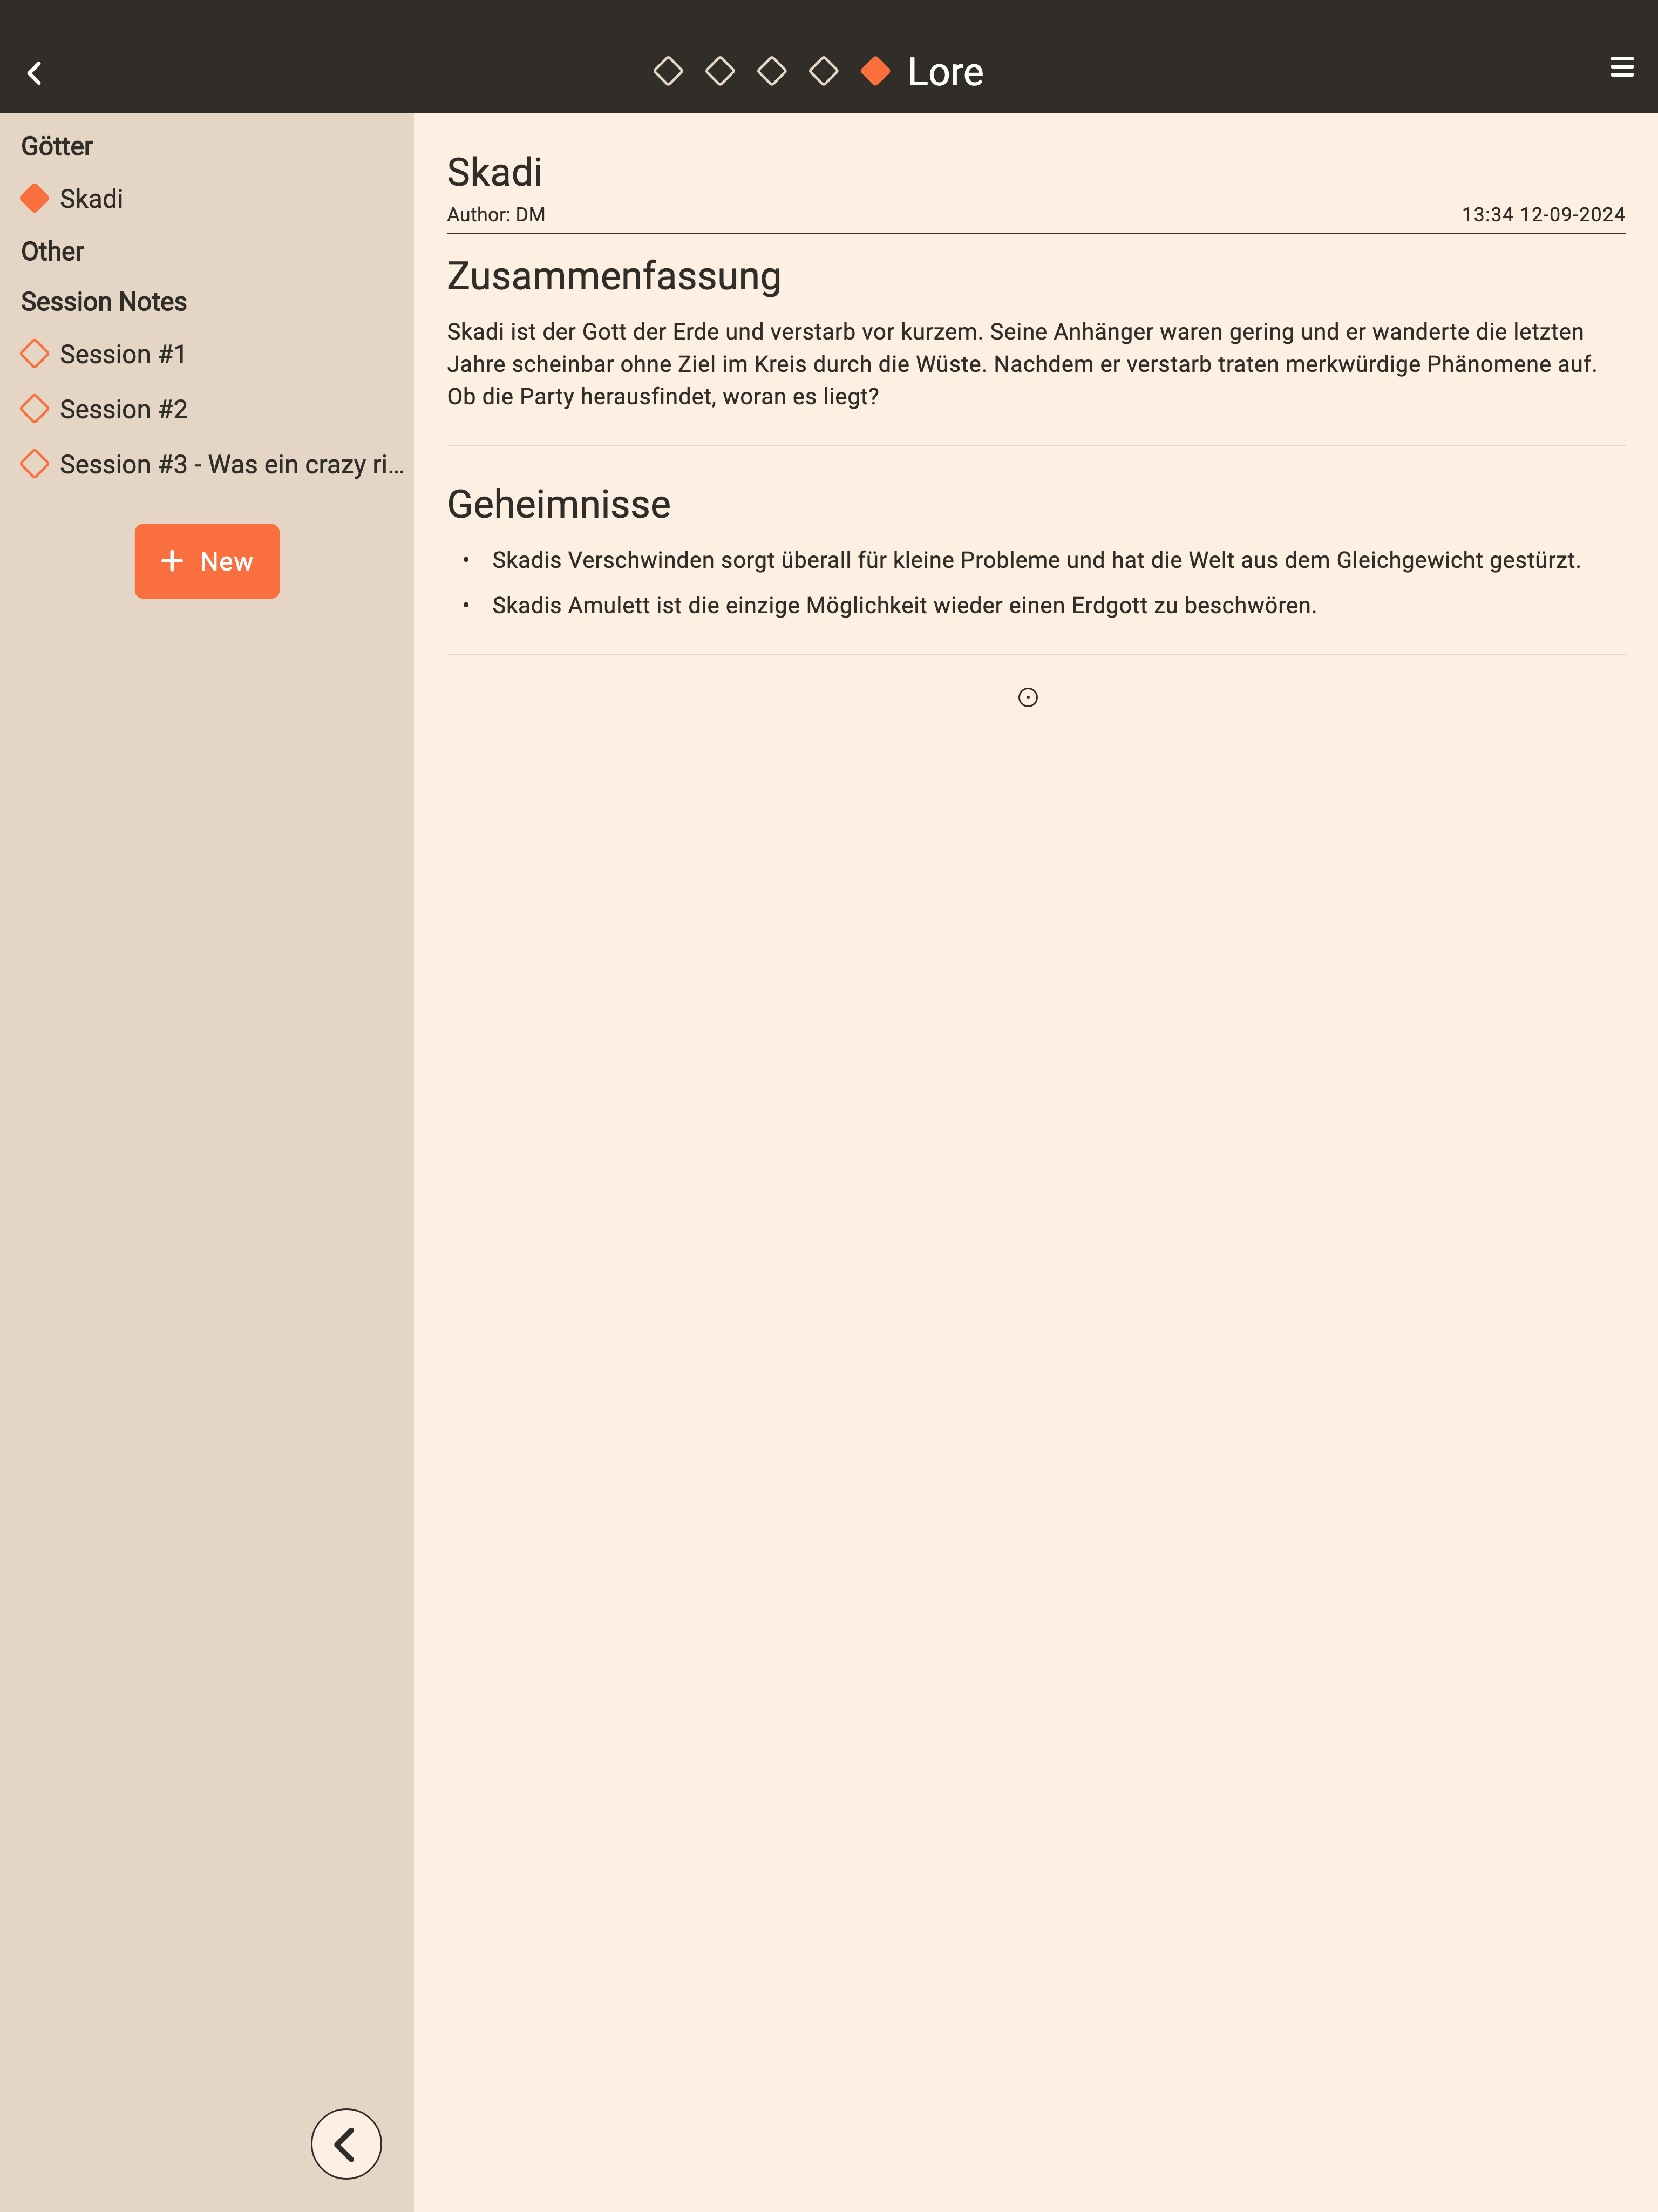 Lore
Götter
Skadi
Other
Session Notes
Session #1
Session #2
Session #3 - Was ein crazy ri...
+ New
Skadi
Author: DM
13:34 12-09-2024
Zusammenfassung
Skadi ist der Gott der Erde und verstarb vor kurzem. Seine Anhänger waren gering und er wanderte die letzten
Jahre scheinbar ohne Ziel im Kreis durch die Wüste. Nachdem er verstarb traten merkwürdige Phänomene auf.
Ob die Party herausfindet, woran es liegt?
Geheimnisse
• Skadis Verschwinden sorgt überall für kleine Probleme und hat die Welt aus dem Gleichgewicht gestürzt.
• Skadis Amulett ist die einzige Möglichkeit wieder einen Erdgott zu beschwören.